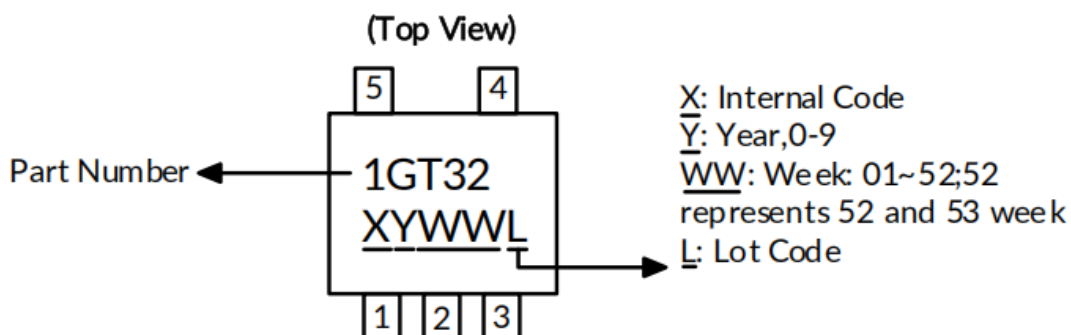 (Top View)
5 4
Part Number
1GT32
XYWWL
1 2 3
X: Internal Code
Y: Year,0-9
WW: Week: 01~52;52
represents 52 and 53 week
L: Lot Code